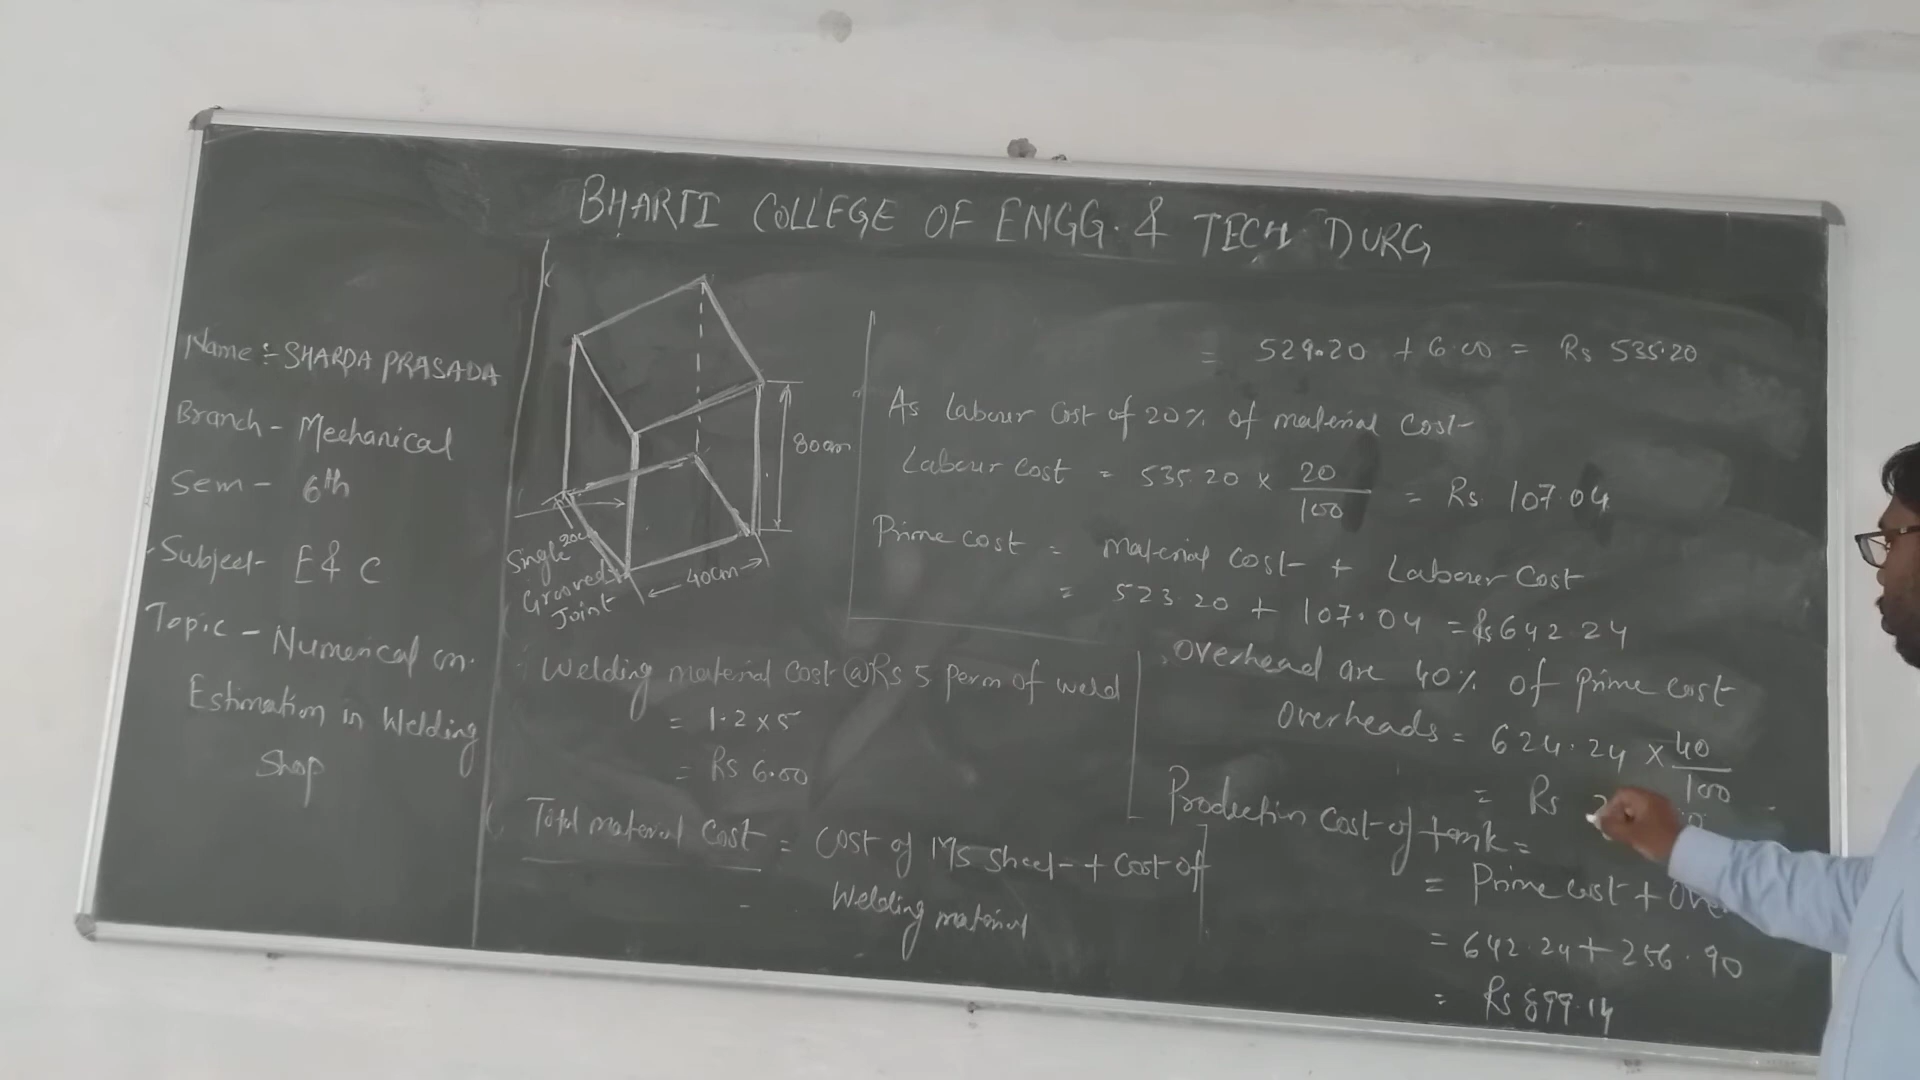 BHARTI COLLEGE OF ENGG. & TECH DURG
Name :- SHARDA PRASADA
Branch - Mechanical
Sem - 6th
Subject - E & C
Topic - Numerical on
Estimation in Welding
Shop
80cm
20c
40cm
Single
Grooved
Joint
Welding material cost @Rs 5 per m of weld
= 1.2 x 5
= Rs 6.00
Total material cost = cost of MS sheet + cost of
Welding material
= 529.20 + 6.00 = Rs 535.20
As Labour cost of 20% of material cost
Labour cost = 535.20 x 20/100 = Rs. 107.04
Prime cost = material cost + Labour cost
= 523.20 + 107.04 = Rs 642.24
overhead are 40% of prime cost
overheads = 624.24 x 40/100
= Rs
Production cost of tank =
= Prime cost + Ove
= 642.24 + 256.90
= Rs 899.14